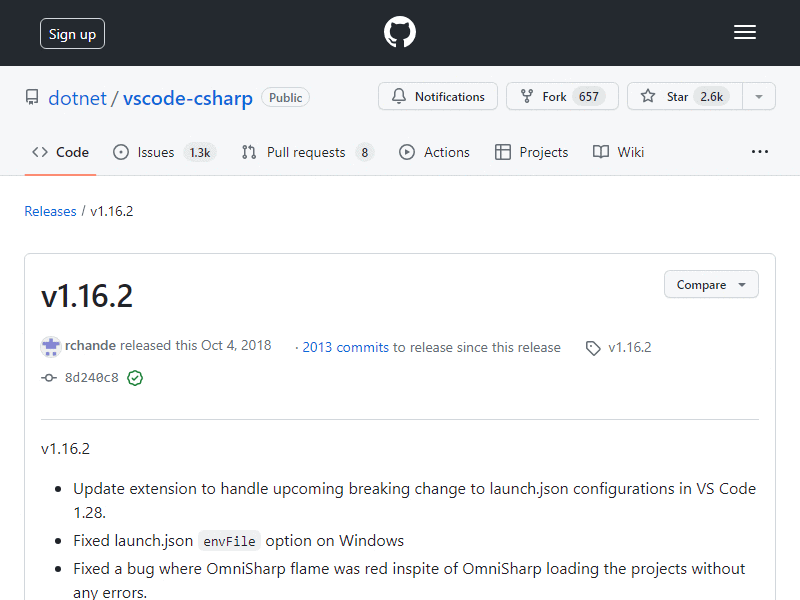 Sign up
dotnet / vscode-csharp Public
Notifications Fork 657 Star 2.6k
Code Issues 1.3k Pull requests 8 Actions Projects Wiki ...
Releases / v1.16.2
v1.16.2
Compare
rchande released this Oct 4, 2018 · 2013 commits to release since this release v1.16.2
8d240c8
v1.16.2
• Update extension to handle upcoming breaking change to launch.json configurations in VS Code
1.28.
• Fixed launch.json envFile option on Windows
• Fixed a bug where OmniSharp flame was red inspite of OmniSharp loading the projects without
any errors.